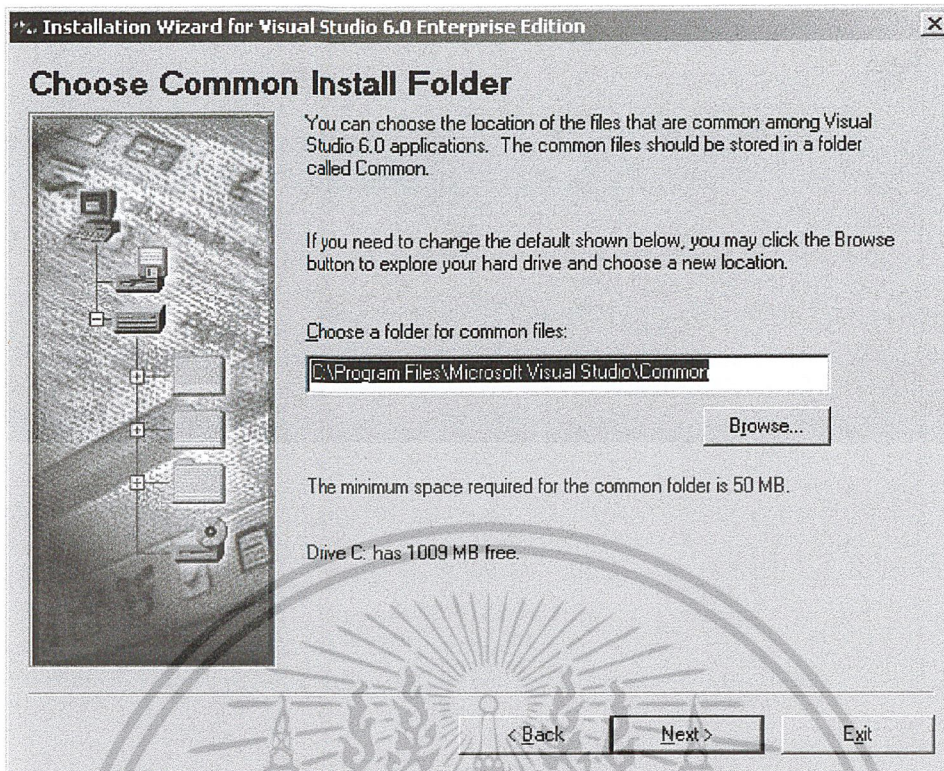 Installation Wizard for Visual Studio 6.0 Enterprise Edition
Choose Common Install Folder
You can choose the location of the files that are common among Visual
Studio 6.0 applications. The common files should be stored in a folder
called Common.
If you need to change the default shown below, you may click the Browse
button to explore your hard drive and choose a new location.
Choose a folder for common files:
C:\Program Files\Microsoft Visual Studio\Common
Browse...
The minimum space required for the common folder is 50 MB.
Drive C: has 1009 MB free.
< Back
Next >
Exit